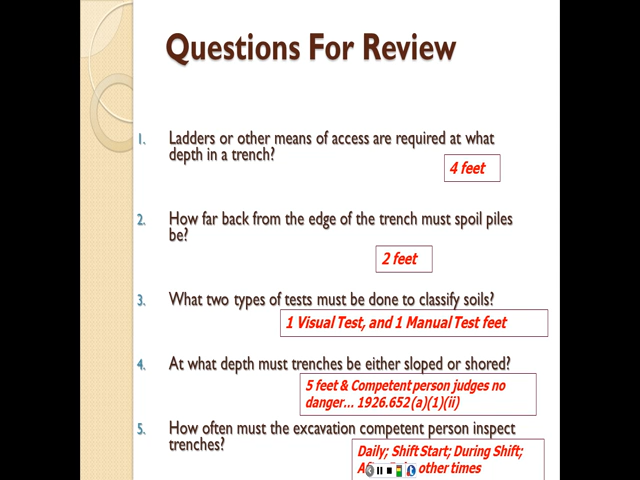 Questions For Review
1. Ladders or other means of access are required at what
depth in a trench?
4 feet
2. How far back from the edge of the trench must spoil piles
be?
2 feet
3. What two types of tests must be done to classify soils?
1 Visual Test, and 1 Manual Test feet
4. At what depth must trenches be either sloped or shored?
5 feet & Competent person judges no
danger... 1926.652 (a)(1)(ii)
5. How often must the excavation competent person inspect
trenches?
Daily; Shift Start; During Shift;
other times